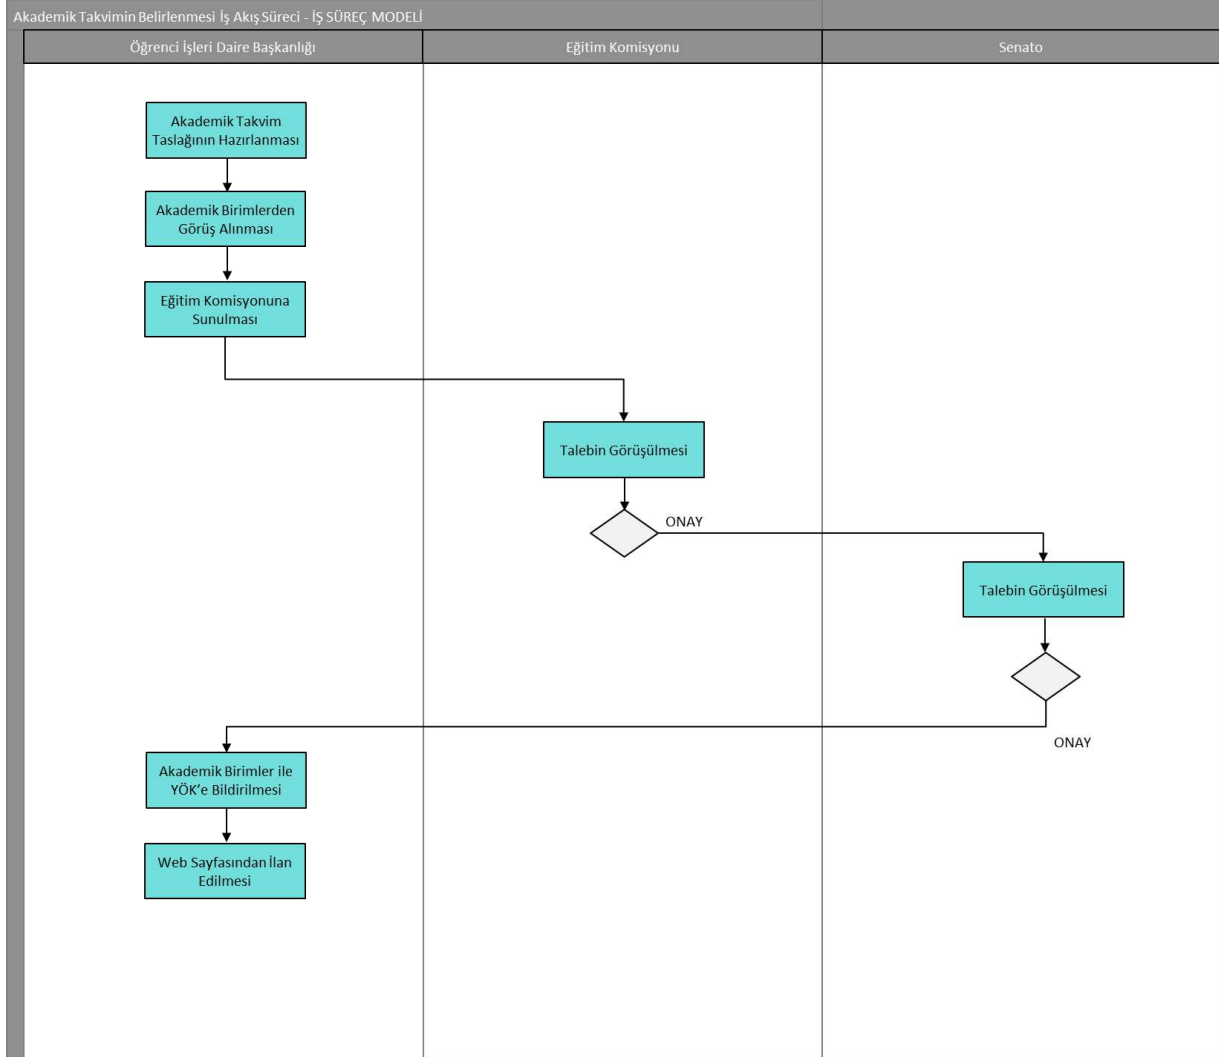 Akademik Takvimin Belirlenmesi İş Akış Süreci - İŞ SÜREÇ MODELİ
Öğrenci İşleri Daire Başkanlığı
Eğitim Komisyonu
Senato
Akademik Takvim
Taslağının Hazırlanması
Akademik Birimlerden
Görüş Alınması
Eğitim Komisyonuna
Sunulması
Talebin Görüşülmesi
ONAY
Talebin Görüşülmesi
ONAY
Akademik Birimler ile
YÖK’e Bildirilmesi
Web Sayfasından İlan
Edilmesi